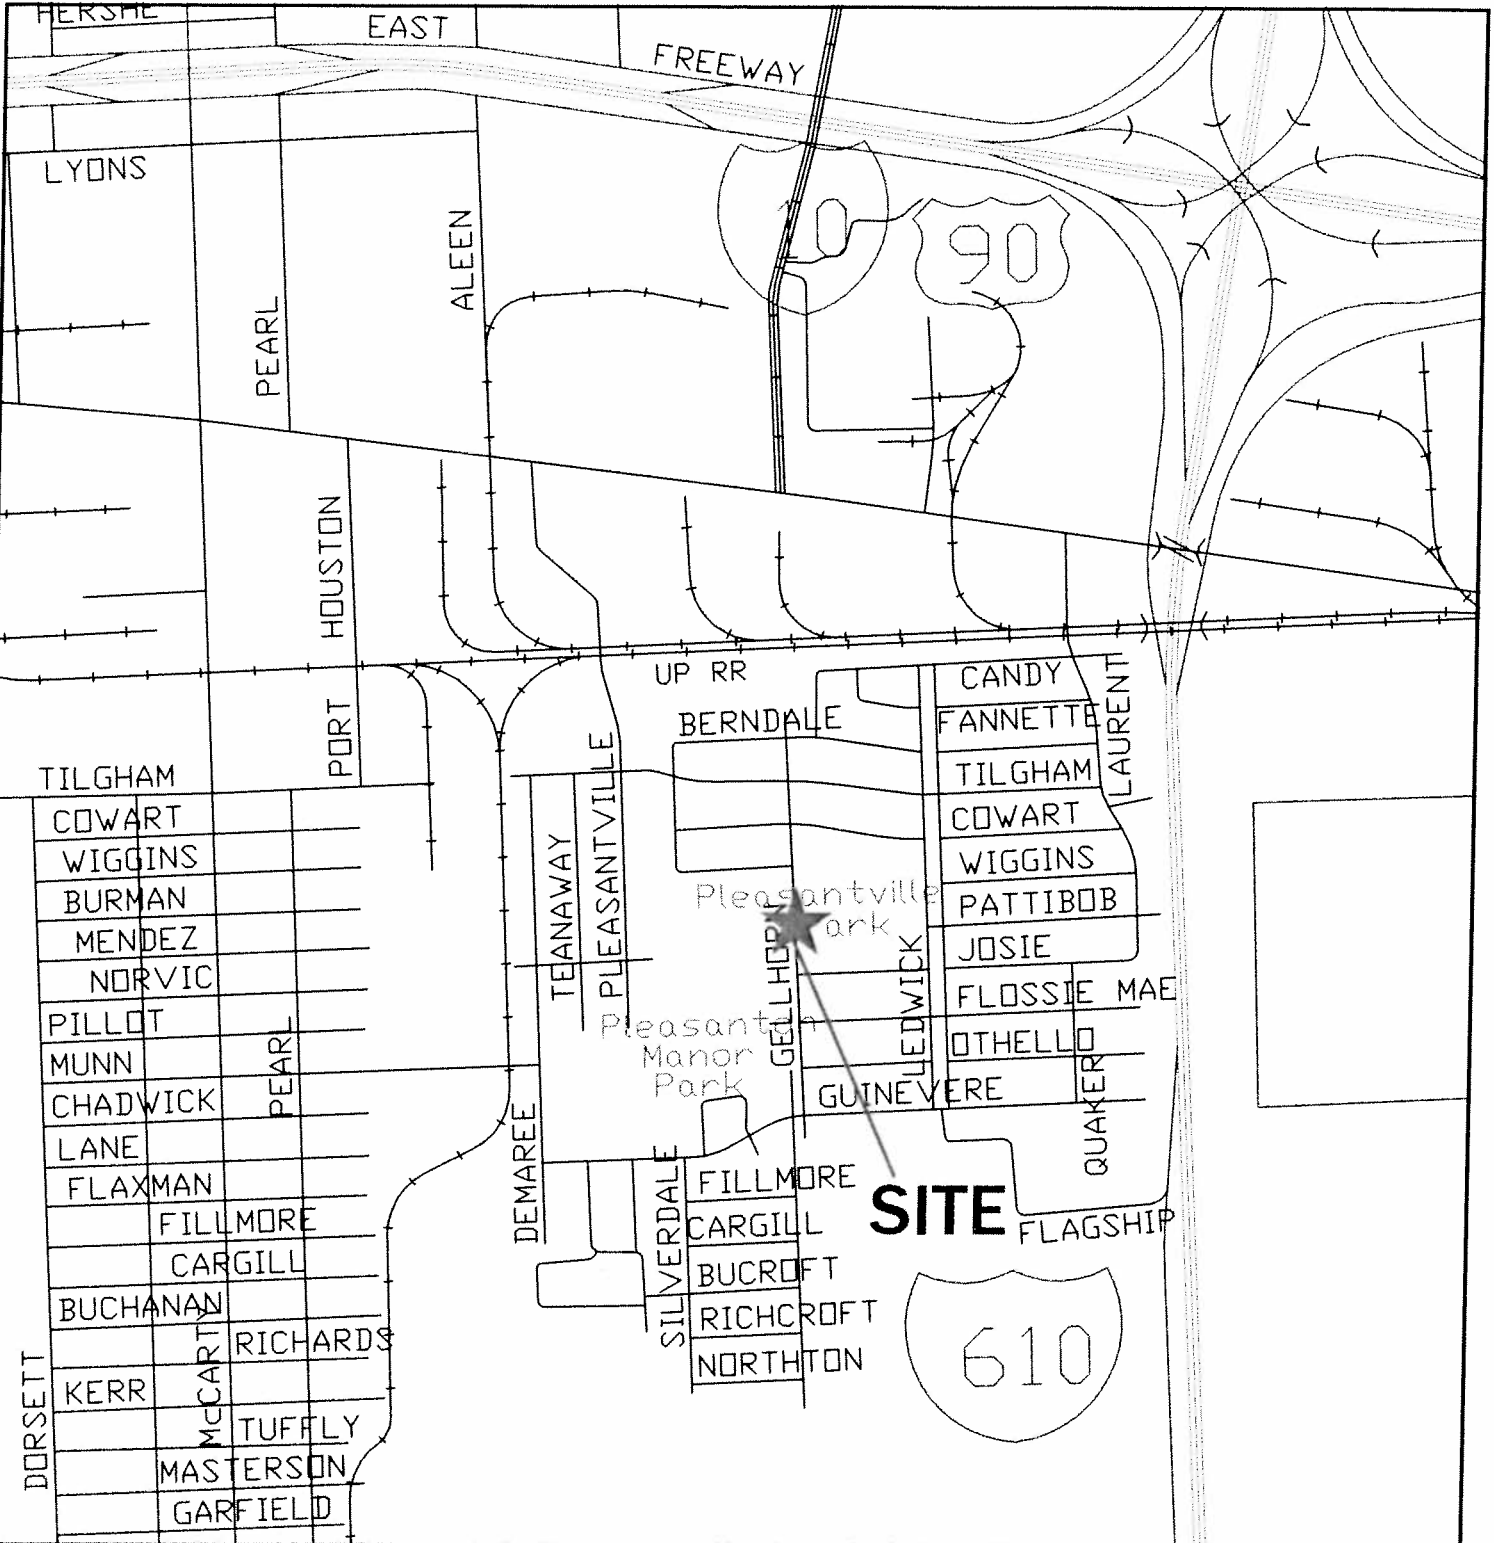 HERSHE
EAST
FREEWAY
LYONS
ALEEN
PEARL
0
90
HOUSTON
PORT
UP RR
CANDY
BERNDALE
FANNETTE
LAURENT
TILGHAM
TILGHAM
COWART
COWART
WIGGINS
WIGGINS
BURMAN
MENDEZ
NORVIC
PILLOT
MUNN
CHADWICK
LANE
FLAXMAN
FILLMORE
CARGILL
BUCHANAN
RICHARDS
KERR
TUFFLY
MASTERSON
GARFIELD
PEARL
McCARTY
DORSETT
TEANAWAY
PLEASANTVILLE
Pleasantville
Park
Pleasanton
Manor
Park
GELLHORN
LEDWICK
PATTIBOB
JOSIE
FLOSSIE MAE
OTHELLO
GUINEVERE
QUAKER
DEMAREE
SILVERDALE
FILLMORE
CARGILL
BUCROFT
RICHCROFT
NORTHTON
SITE
FLAGSHIP
610